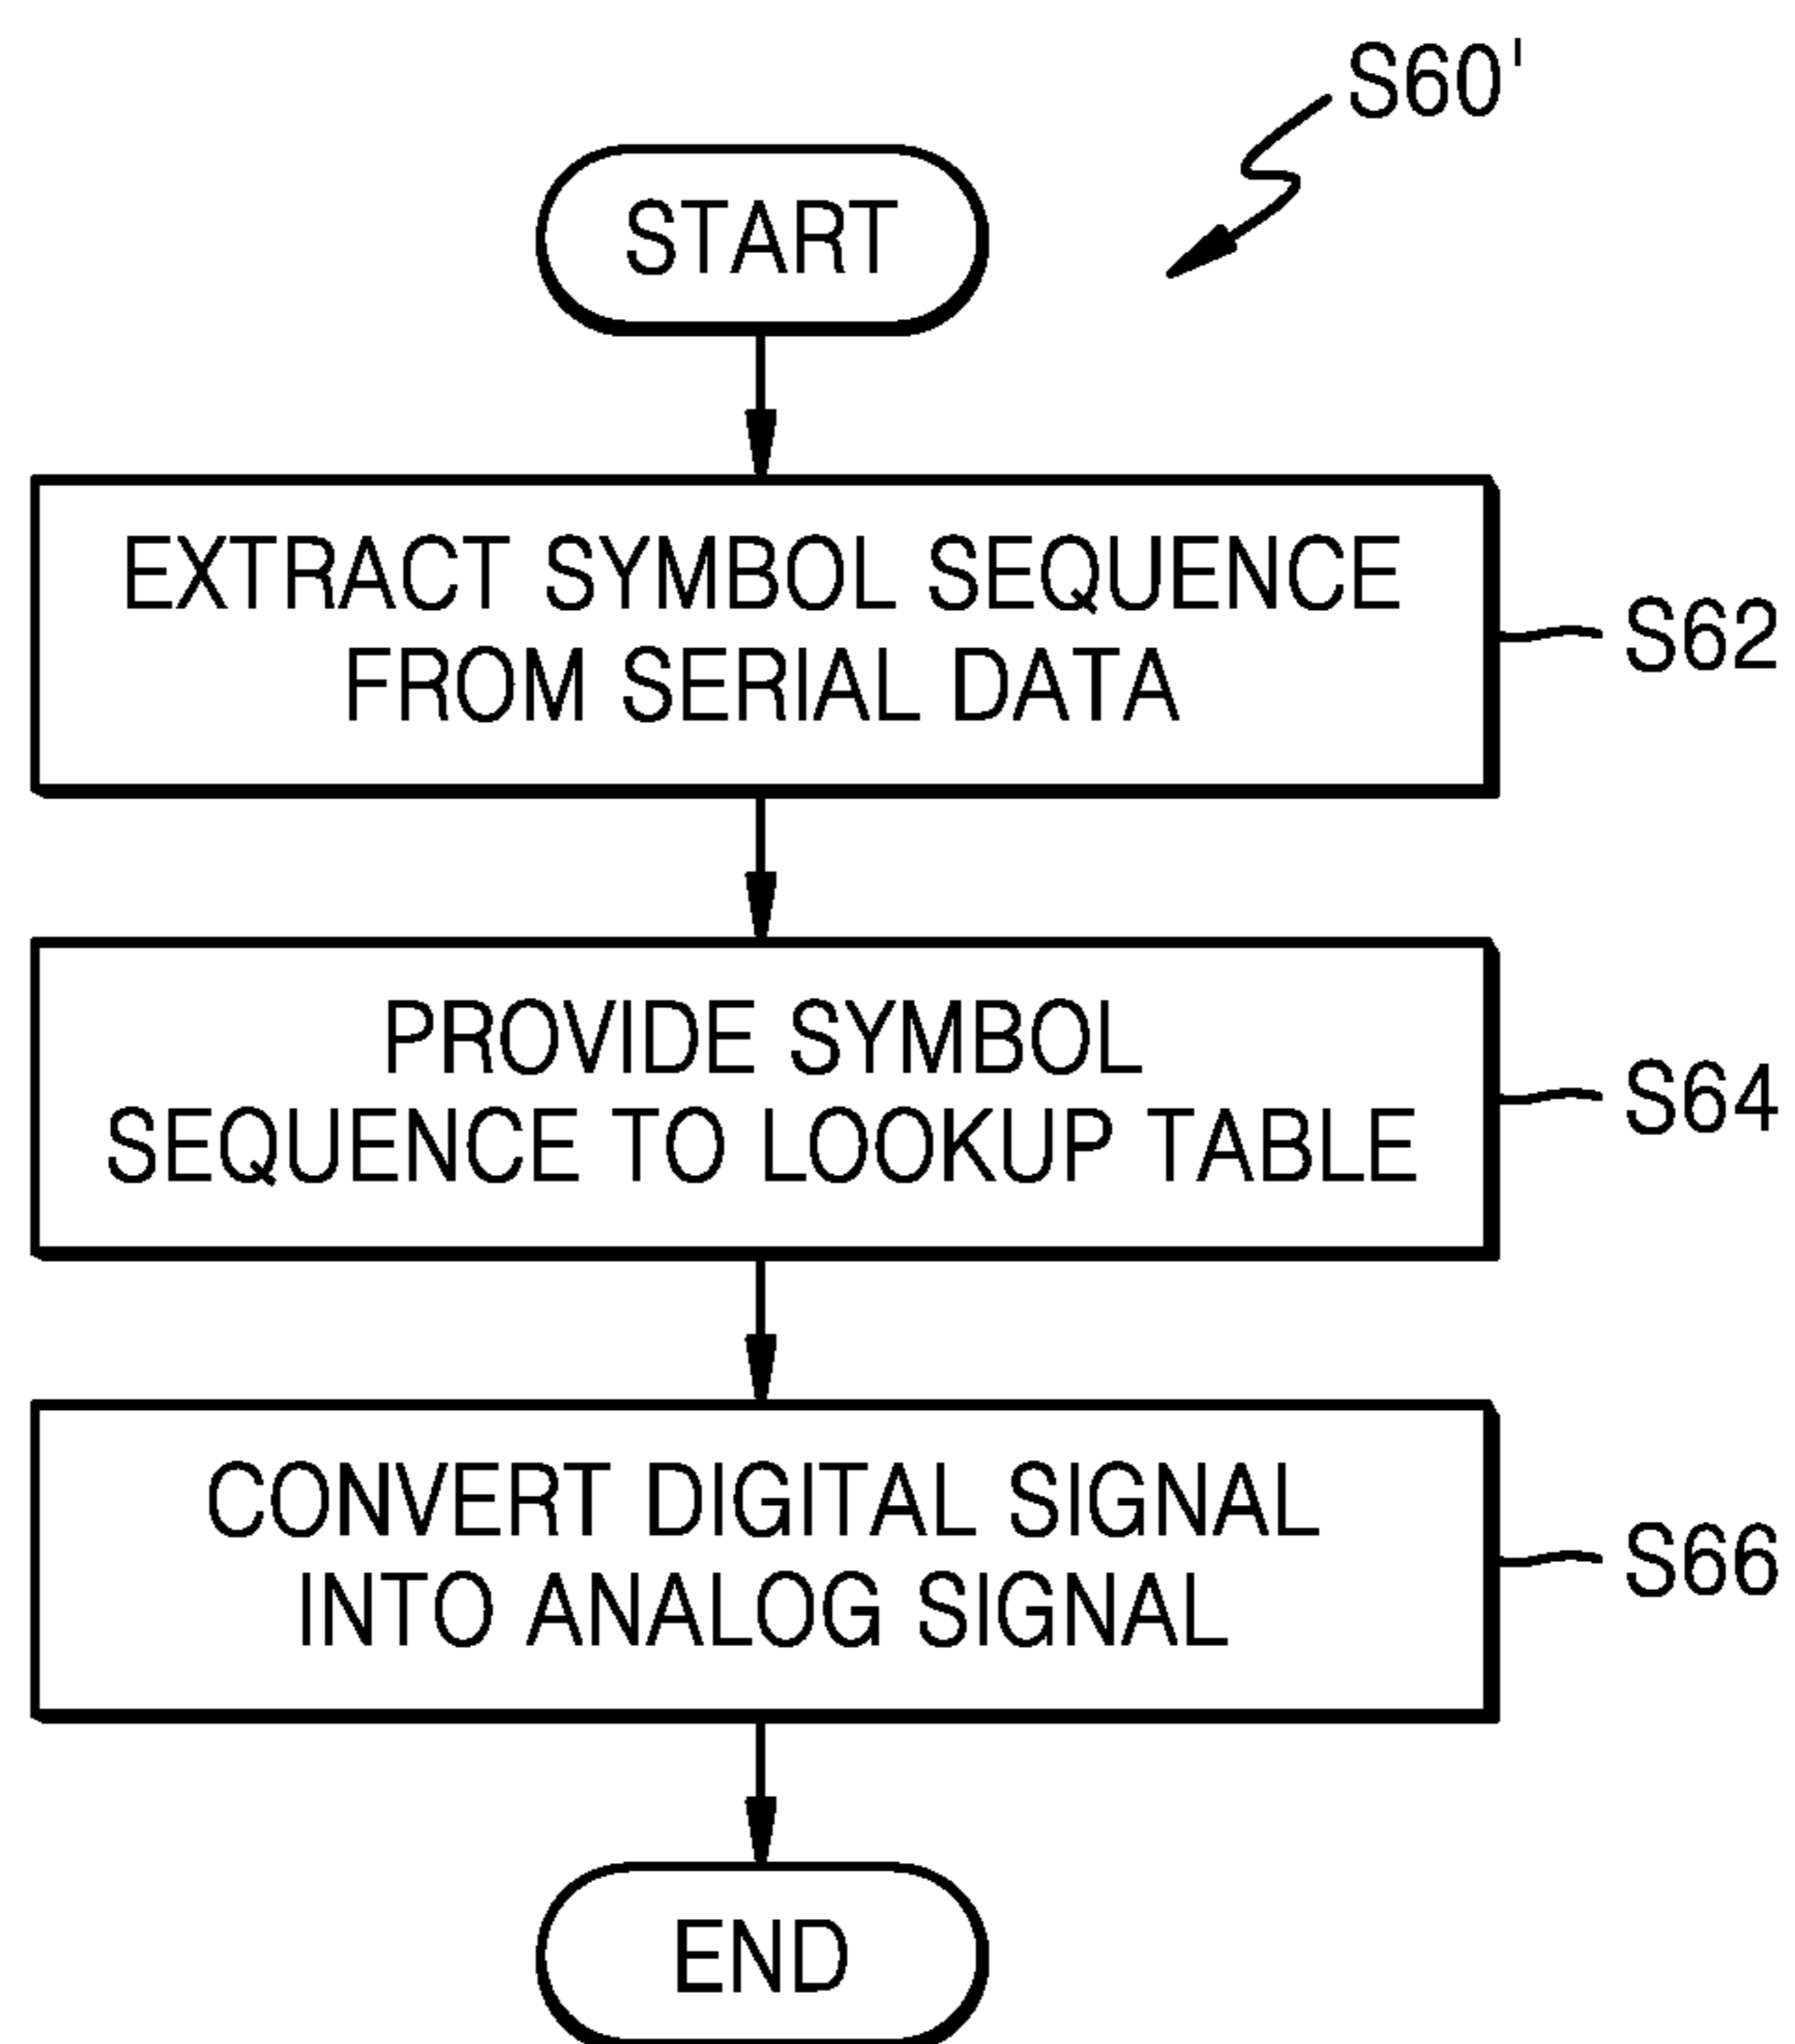 S60'
START
EXTRACT SYMBOL SEQUENCE
FROM SERIAL DATA
S62
PROVIDE SYMBOL
SEQUENCE TO LOOKUP TABLE
S64
CONVERT DIGITAL SIGNAL
INTO ANALOG SIGNAL
S66
END